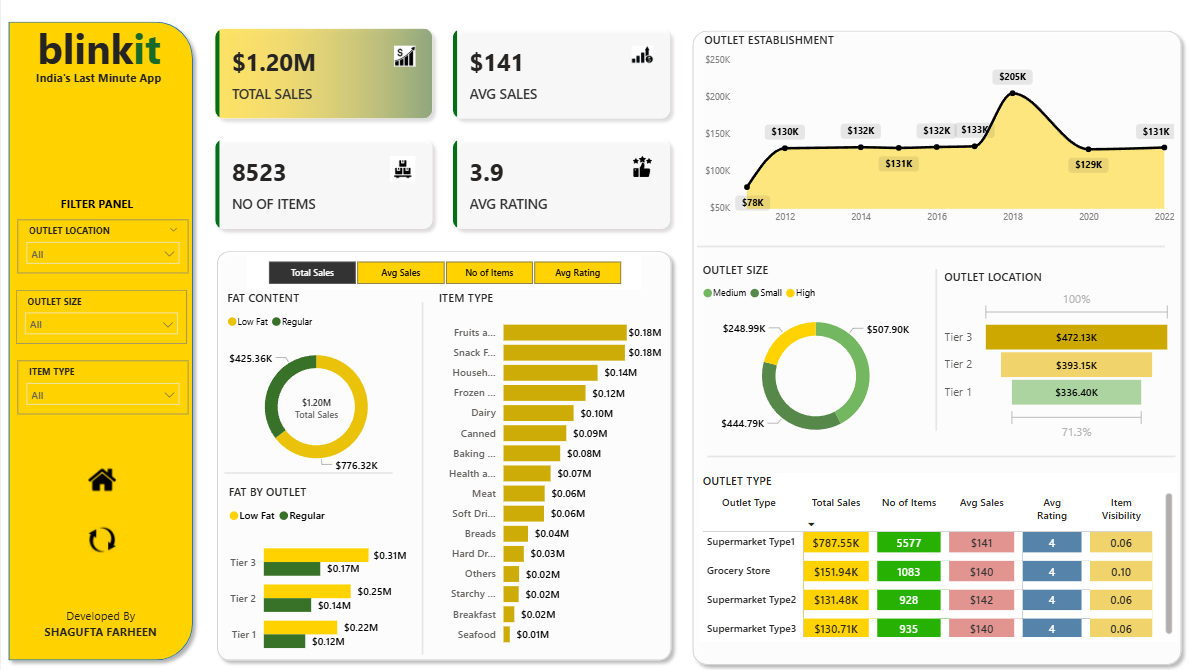 blinkit
India's Last Minute App
FILTER PANEL
OUTLET LOCATION
All
OUTLET SIZE
All
ITEM TYPE
All
Developed By
SHAGUFTA FARHEEN
$1.20M
TOTAL SALES
$141
AVG SALES
8523
NO OF ITEMS
3.9
AVG RATING
Total Sales
Avg Sales
No of Items
Avg Rating
FAT CONTENT
Low Fat Regular
$425.36K
$1.20M
Total Sales
$776.32K
FAT BY OUTLET
Low Fat Regular
Tier 3 $0.31M
$0.17M
Tier 2 $0.25M
$0.14M
Tier 1 $0.22M
$0.12M
ITEM TYPE
Fruits a... $0.18M
Snack F... $0.18M
Househ... $0.14M
Frozen ... $0.12M
Dairy $0.10M
Canned $0.09M
Baking ... $0.08M
Health a... $0.07M
Meat $0.06M
Soft Dri... $0.06M
Breads $0.04M
Hard Dr... $0.03M
Others $0.02M
Starchy ... $0.02M
Breakfast $0.02M
Seafood $0.01M
OUTLET ESTABLISHMENT
$250K
$200K
$150K
$100K
$50K
$78K
$130K
$132K
$131K
$132K
$133K
$205K
$129K
$131K
2012 2014 2016 2018 2020 2022
OUTLET SIZE
Medium Small High
$248.99K
$507.90K
$444.79K
OUTLET LOCATION
100%
Tier 3 $472.13K
Tier 2 $393.15K
Tier 1 $336.40K
71.3%
OUTLET TYPE
Outlet Type Total Sales No of Items Avg Sales Avg Rating Item Visibility
Supermarket Type1 $787.55K 5577 $141 4 0.06
Grocery Store $151.94K 1083 $140 4 0.10
Supermarket Type2 $131.48K 928 $142 4 0.06
Supermarket Type3 $130.71K 935 $140 4 0.06